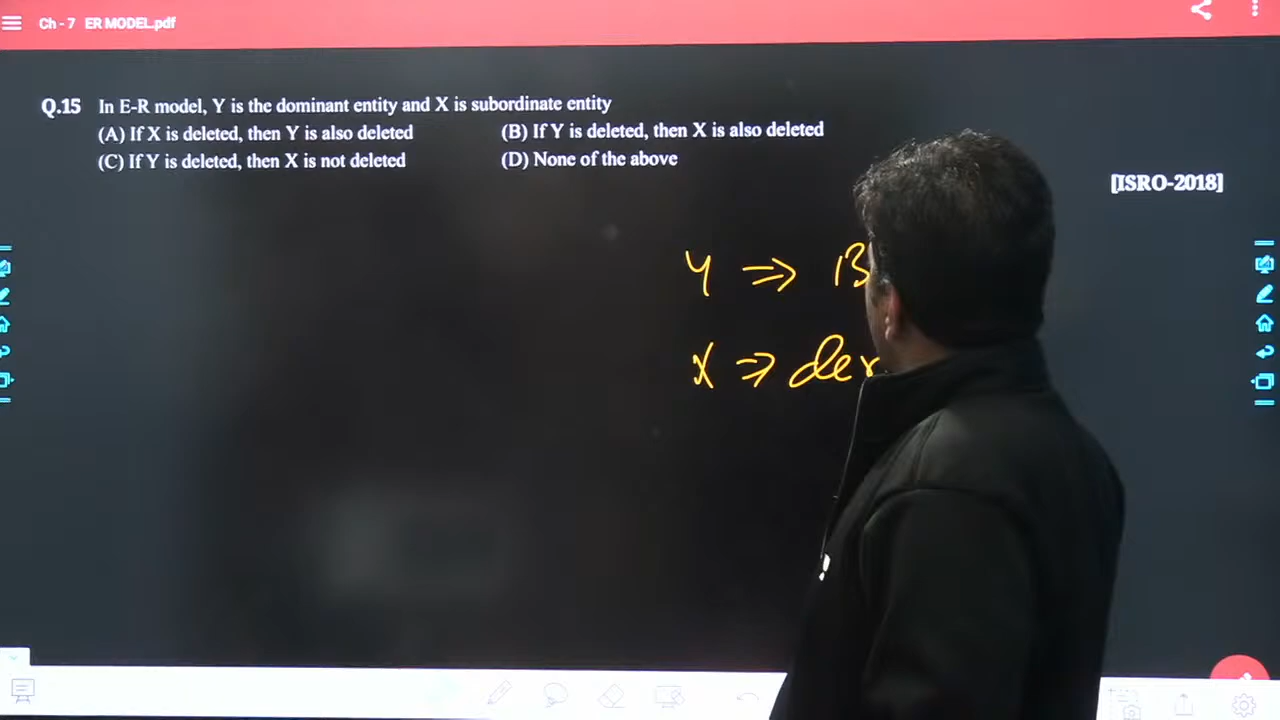 Ch - 7 ER MODEL.pdf
Q.15 In E-R model, Y is the dominant entity and X is subordinate entity
(A) If X is deleted, then Y is also deleted (B) If Y is deleted, then X is also deleted
(C) If Y is deleted, then X is not deleted (D) None of the above
[ISRO-2018]
Y ⇒ B
X ⇒ der